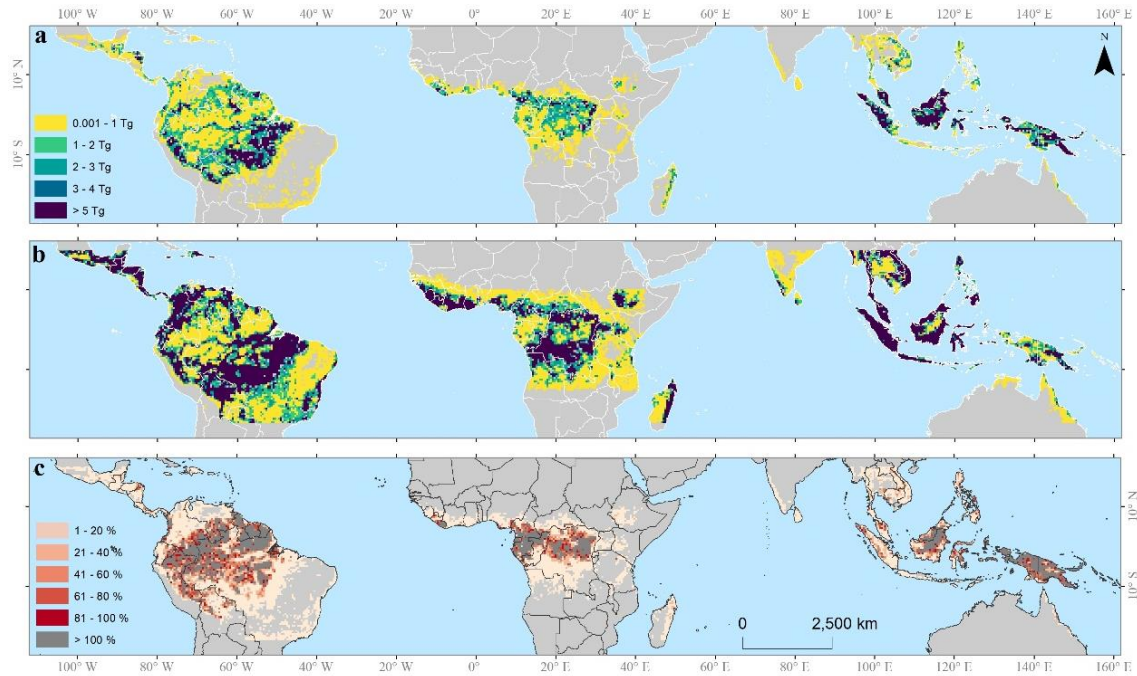 100° W 80° W 60° W 40° W 20° W 0° 20° E 40° E 60° E 80° E 100° E 120° E 140° E 160° E
a
N
10° N 10° N
0.001 - 1 Tg
1 - 2 Tg
2 - 3 Tg
3 - 4 Tg
> 5 Tg
10° S 10° S
b
c
1 - 20 %
21 - 40 %
41 - 60 %
61 - 80 %
81 - 100 %
> 100 %
10° N
10° S
0 2,500 km
100° W 80° W 60° W 40° W 20° W 0° 20° E 40° E 60° E 80° E 100° E 120° E 140° E 160° E